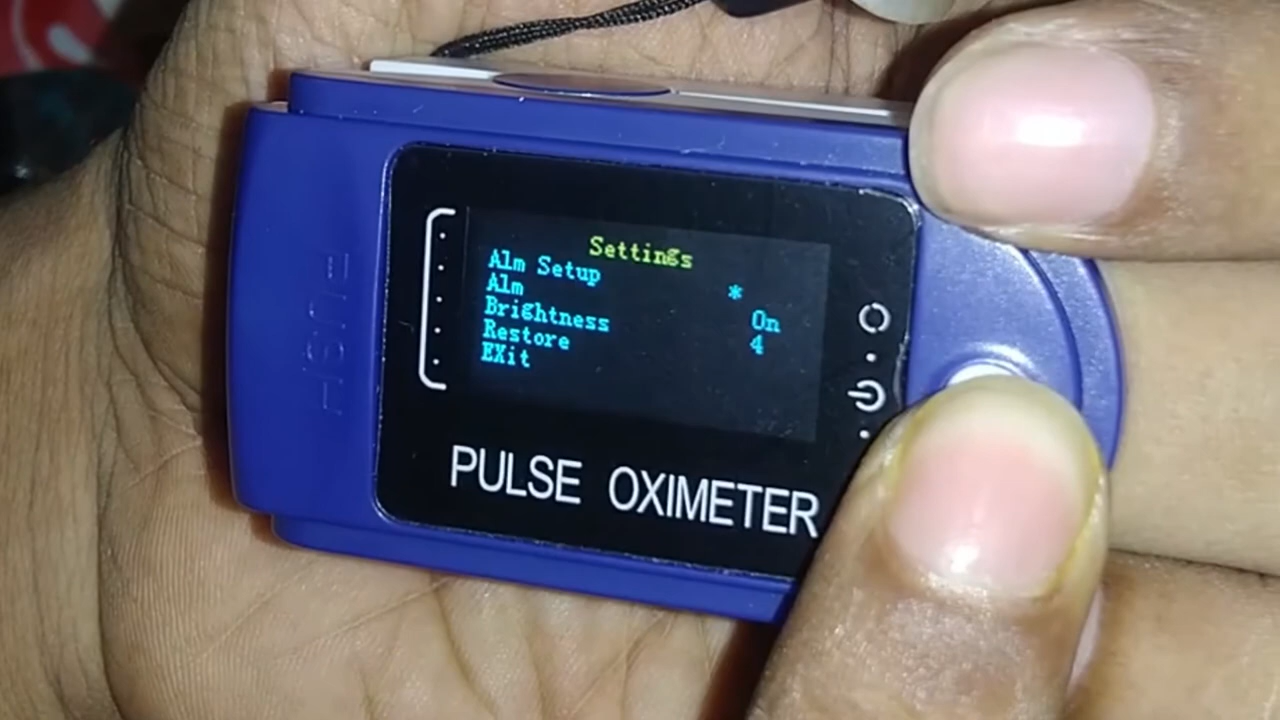 Settings
Alm Setup *
Alm On
Brightness 4
Restore
EXit
PULSE OXIMETER